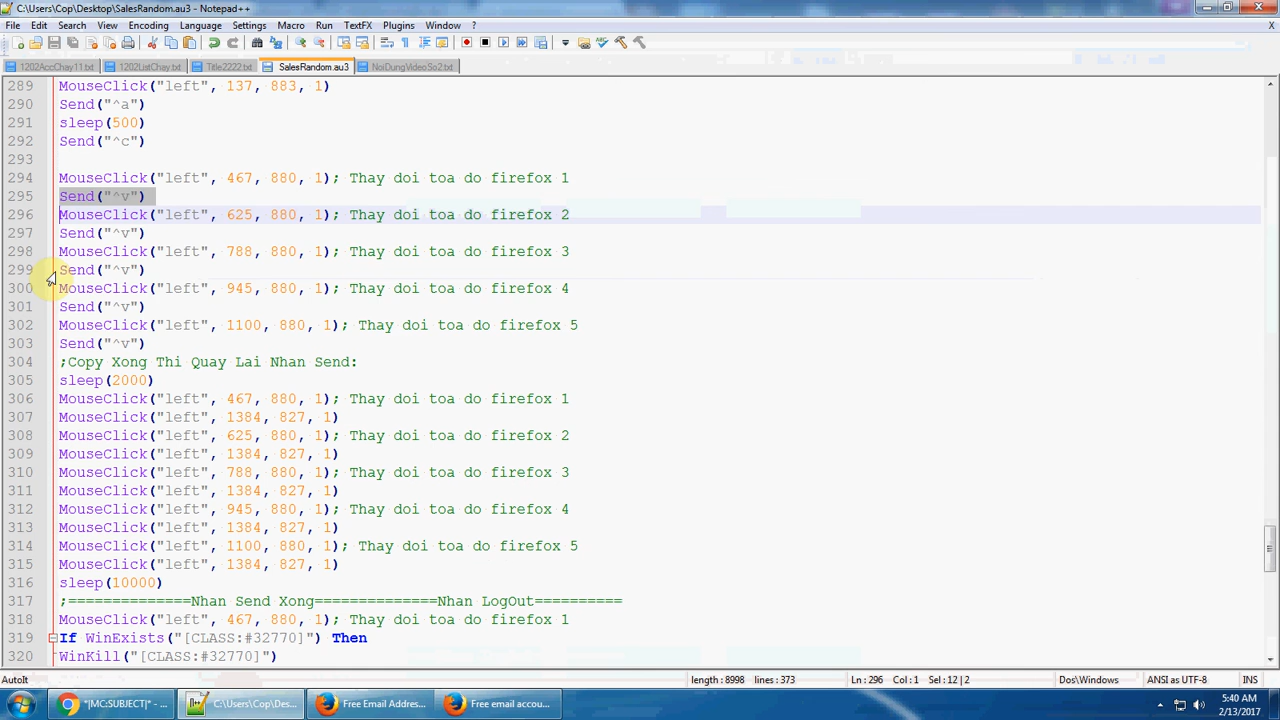 C:\Users\Cop\Desktop\SalesRandom.au3 - Notepad++
File Edit Search View Encoding Language Settings Macro Run TextFX Plugins Window ? X
1202AccChay11.txt 1202ListChay.txt Title2222.txt SalesRandom.au3 NoiDungVideoSo2.txt
289 MouseClick("left", 137, 883, 1)
290 Send("^a")
291 sleep(500)
292 Send("^c")
293
294 MouseClick("left", 467, 880, 1); Thay doi toa do firefox 1
295 Send("^v")
296 MouseClick("left", 625, 880, 1); Thay doi toa do firefox 2
297 Send("^v")
298 MouseClick("left", 788, 880, 1); Thay doi toa do firefox 3
299 Send("^v")
300 MouseClick("left", 945, 880, 1); Thay doi toa do firefox 4
301 Send("^v")
302 MouseClick("left", 1100, 880, 1); Thay doi toa do firefox 5
303 Send("^v")
304 ;Copy Xong Thi Quay Lai Nhan Send:
305 sleep(2000)
306 MouseClick("left", 467, 880, 1); Thay doi toa do firefox 1
307 MouseClick("left", 1384, 827, 1)
308 MouseClick("left", 625, 880, 1); Thay doi toa do firefox 2
309 MouseClick("left", 1384, 827, 1)
310 MouseClick("left", 788, 880, 1); Thay doi toa do firefox 3
311 MouseClick("left", 1384, 827, 1)
312 MouseClick("left", 945, 880, 1); Thay doi toa do firefox 4
313 MouseClick("left", 1384, 827, 1)
314 MouseClick("left", 1100, 880, 1); Thay doi toa do firefox 5
315 MouseClick("left", 1384, 827, 1)
316 sleep(10000)
317 ;==============Nhan Send Xong==============Nhan LogOut==========
318 MouseClick("left", 467, 880, 1); Thay doi toa do firefox 1
319 If WinExists("[CLASS:#32770]") Then
320 WinKill("[CLASS:#32770]")
AutoIt length : 8998 lines : 373 Ln : 296 Col : 1 Sel : 12 | 2 Dos\Windows ANSI as UTF-8 INS
*|MC:SUBJECT|* - ... C:\Users\Cop\Des... Free Email Addres... Free email accou... 5:40 AM
2/13/2017